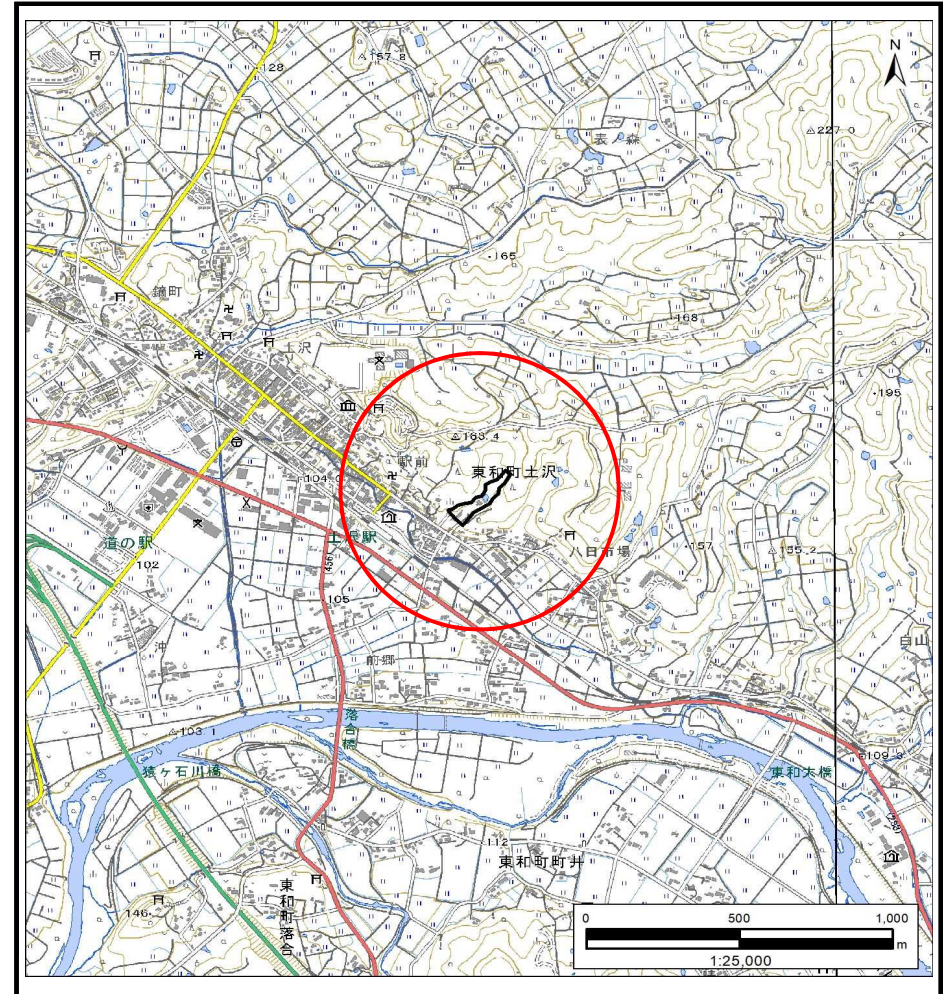 157.8
128
N
表ノ森
227.0
165
鏑町
168
土沢
195
163.4
駅前
東和町土沢
104.0
八日市場
157
155.2
道の駅
土沢駅
102
456
105
白山
沖
前郷
落合橋
103.1
109.3
猿ヶ石川橋
東和大橋
112
東和町町井
東和町落合
146
0 500 1,000
m
1:25,000